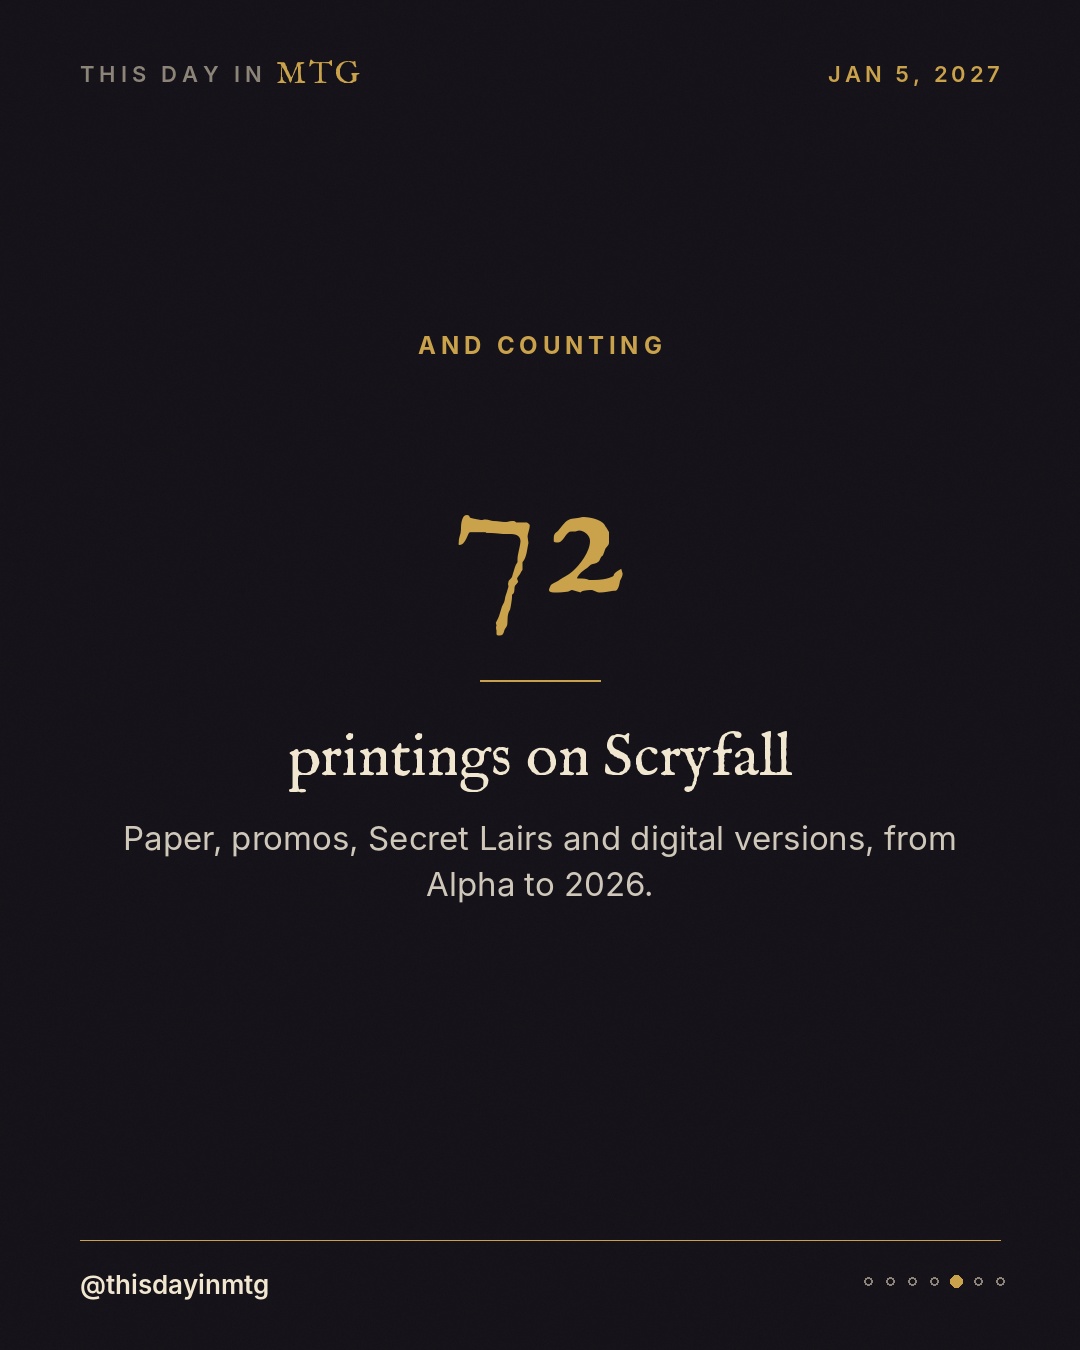 THIS DAY IN MTG
JAN 5, 2027
AND COUNTING
72
printings on Scryfall
Paper, promos, Secret Lairs and digital versions, from
Alpha to 2026.
@thisdayinmtg